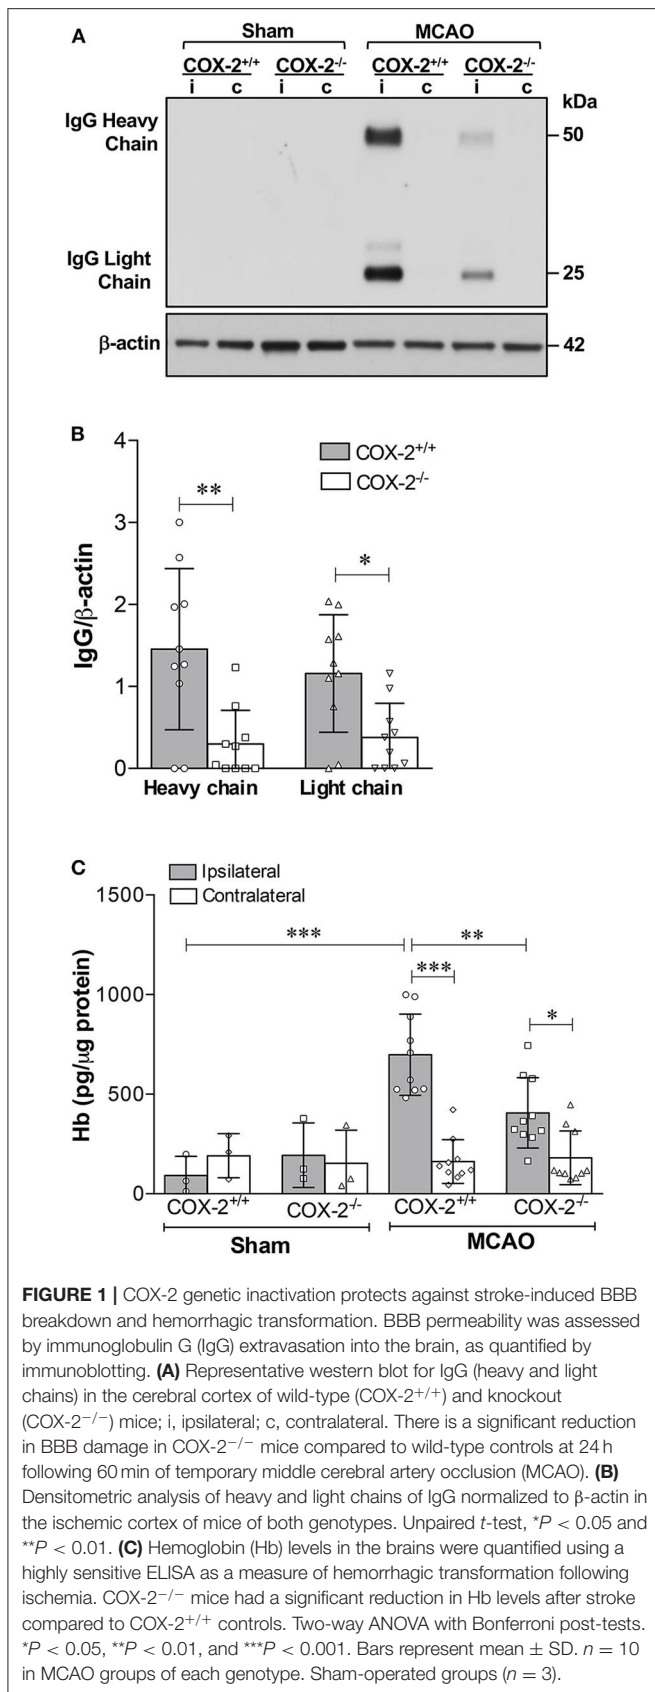 A
Sham MCAO
COX-2+/+ COX-2-/- COX-2+/+ COX-2-/-
i c i c i c i c
kDa
IgG Heavy
Chain
50
IgG Light
Chain
25
β-actin
42
B
4
3
2
1
0
IgG/β-actin
COX-2+/+
COX-2-/-
**
*
Heavy chain Light chain
C
Ipsilateral
Contralateral
1500
1000
500
0
Hb (pg/μg protein)
*** **
***
*
COX-2+/+ COX-2-/- COX-2+/+ COX-2-/-
Sham MCAO
FIGURE 1 | COX-2 genetic inactivation protects against stroke-induced BBB
breakdown and hemorrhagic transformation. BBB permeability was assessed
by immunoglobulin G (IgG) extravasation into the brain, as quantified by
immunoblotting. (A) Representative western blot for IgG (heavy and light
chains) in the cerebral cortex of wild-type (COX-2+/+) and knockout
(COX-2−/−) mice; i, ipsilateral; c, contralateral. There is a significant reduction
in BBB damage in COX-2−/− mice compared to wild-type controls at 24 h
following 60 min of temporary middle cerebral artery occlusion (MCAO). (B)
Densitometric analysis of heavy and light chains of IgG normalized to β-actin in
the ischemic cortex of mice of both genotypes. Unpaired t-test, *P < 0.05 and
**P < 0.01. (C) Hemoglobin (Hb) levels in the brains were quantified using a
highly sensitive ELISA as a measure of hemorrhagic transformation following
ischemia. COX-2−/− mice had a significant reduction in Hb levels after stroke
compared to COX-2+/+ controls. Two-way ANOVA with Bonferroni post-tests.
*P < 0.05, **P < 0.01, and ***P < 0.001. Bars represent mean ± SD. n = 10
in MCAO groups of each genotype. Sham-operated groups (n = 3).